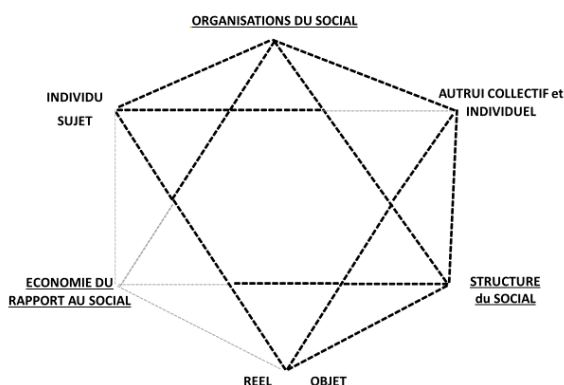 ORGANISATIONS DU SOCIAL
INDIVIDU
SUJET
AUTRUI COLLECTIF et
INDIVIDUEL
ECONOMIE DU
RAPPORT AU SOCIAL
STRUCTURE
du SOCIAL
REEL OBJET